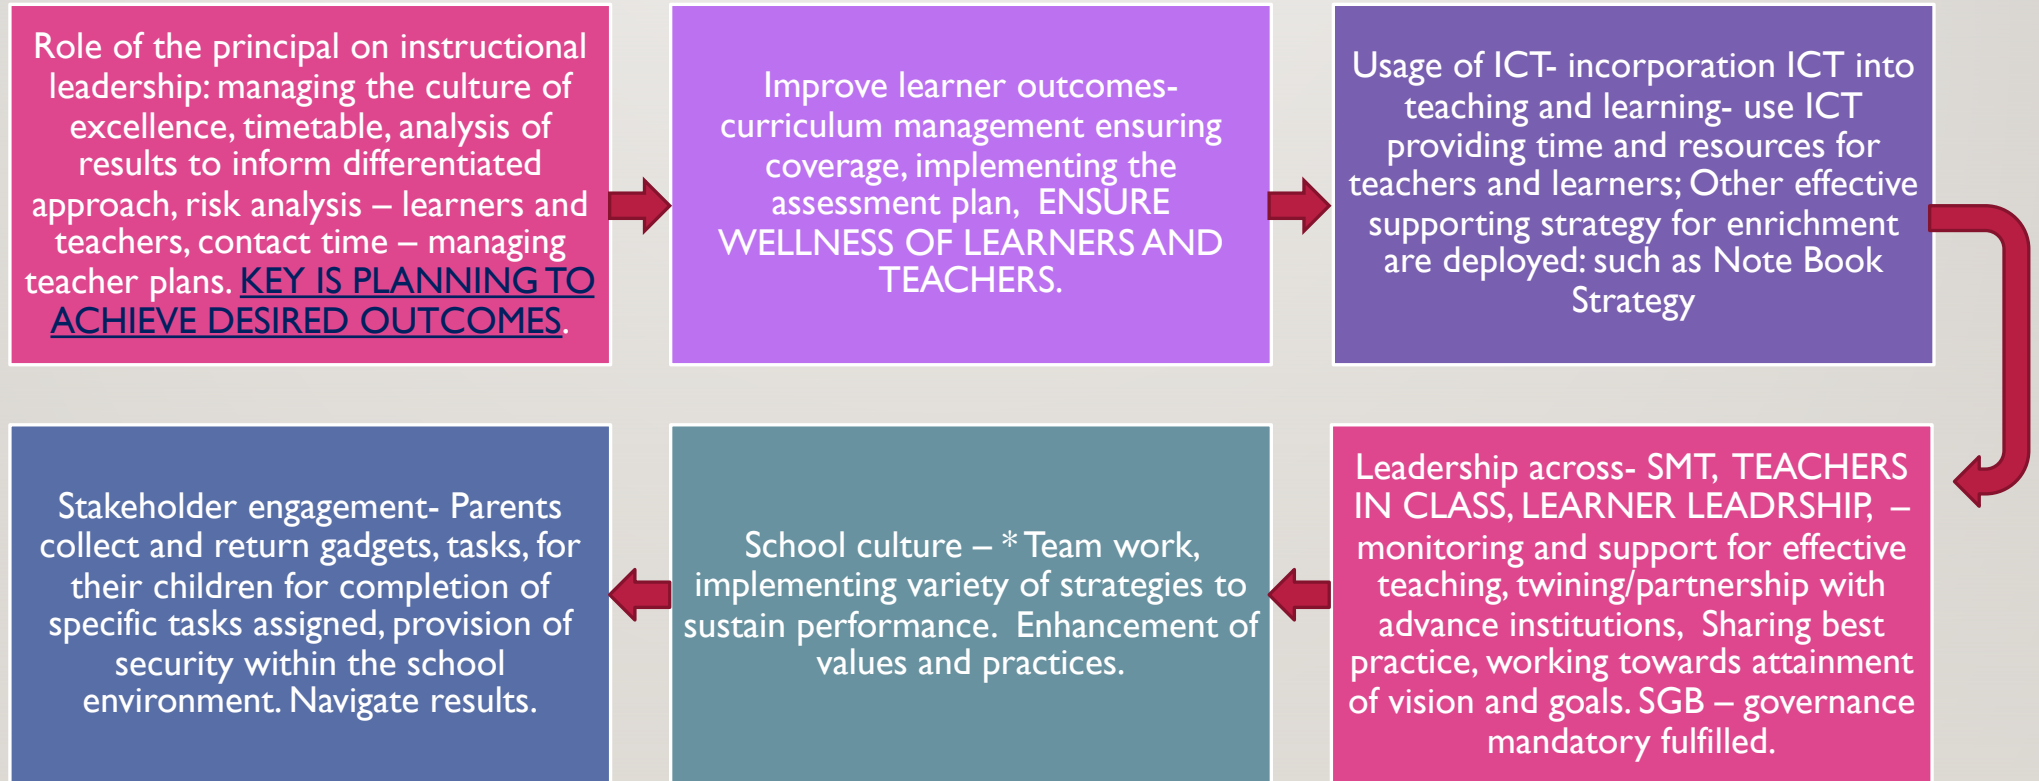 Role of the principal on instructional
leadership: managing the culture of
excellence, timetable, analysis of
results to inform differentiated
approach, risk analysis – learners and
teachers, contact time – managing
teacher plans. KEY IS PLANNING TO
ACHIEVE DESIRED OUTCOMES.
Improve learner outcomes-
curriculum management ensuring
coverage, implementing the
assessment plan, ENSURE
WELLNESS OF LEARNERS AND
TEACHERS.
Usage of ICT- incorporation ICT into
teaching and learning- use ICT
providing time and resources for
teachers and learners; Other effective
supporting strategy for enrichment
are deployed: such as Note Book
Strategy
Leadership across- SMT, TEACHERS
IN CLASS, LEARNER LEADRSHIP, –
monitoring and support for effective
teaching, twining/partnership with
advance institutions, Sharing best
practice, working towards attainment
of vision and goals. SGB – governance
mandatory fulfilled.
School culture – * Team work,
implementing variety of strategies to
sustain performance. Enhancement of
values and practices.
Stakeholder engagement- Parents
collect and return gadgets, tasks, for
their children for completion of
specific tasks assigned, provision of
security within the school
environment. Navigate results.